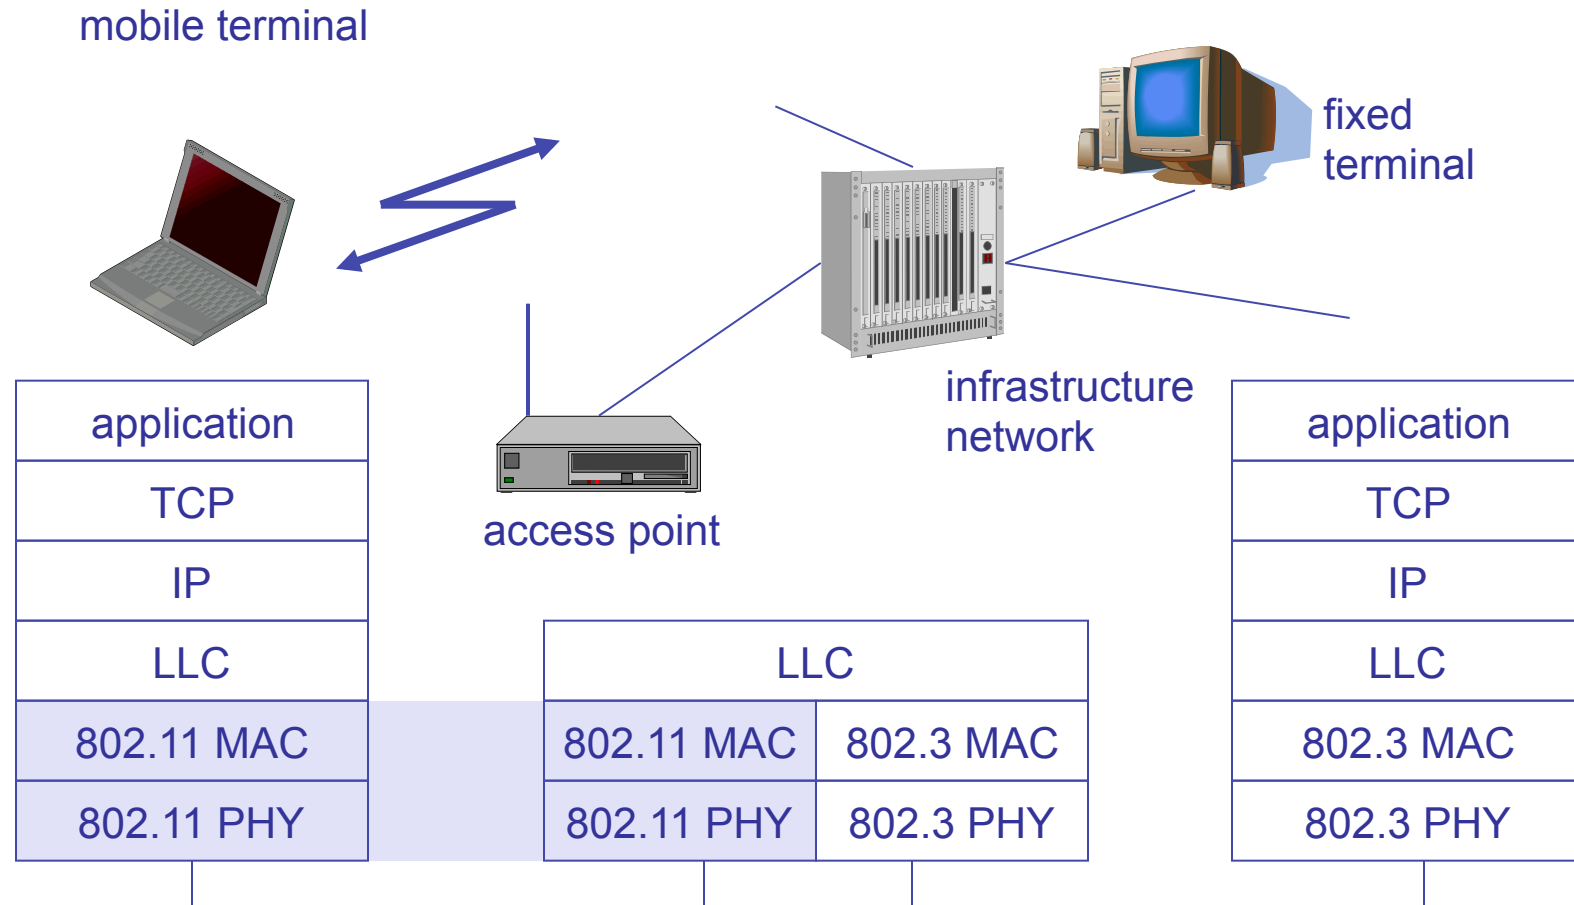 mobile terminal
fixed
terminal
infrastructure
network
access point
application
TCP
IP
LLC
802.11 MAC
802.11 PHY
LLC
802.11 MAC
802.3 MAC
802.11 PHY
802.3 PHY
application
TCP
IP
LLC
802.3 MAC
802.3 PHY